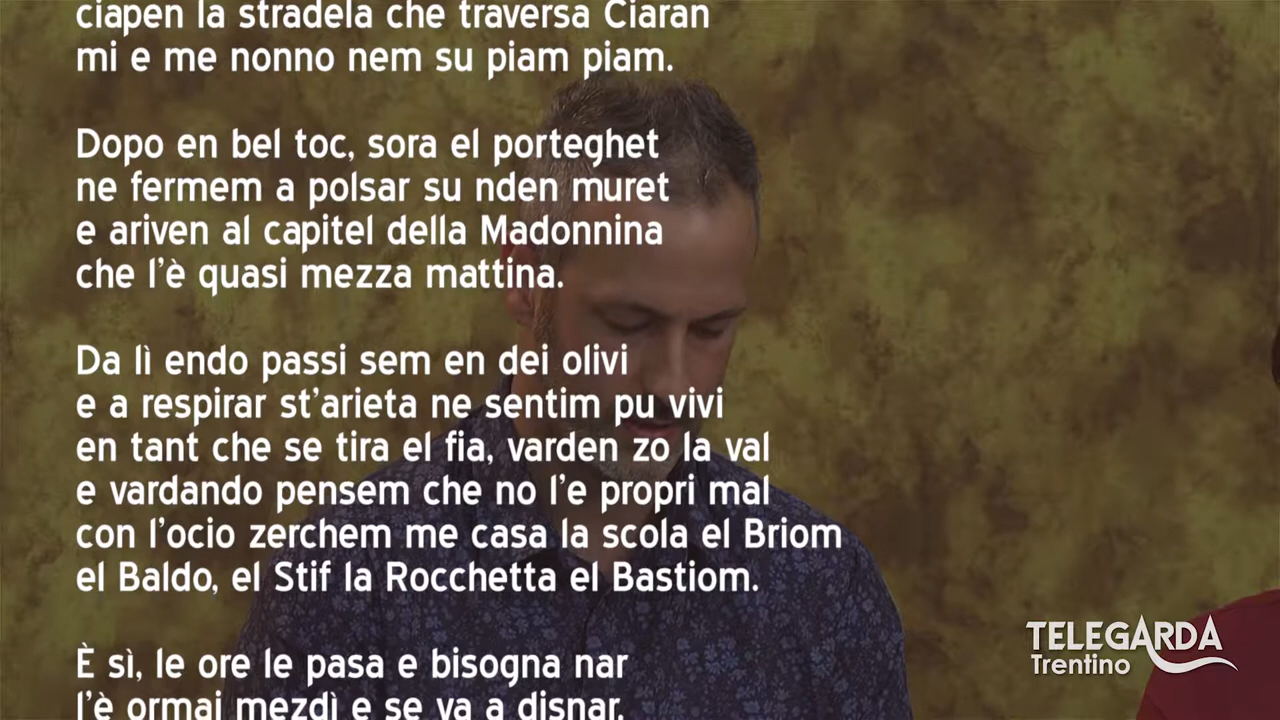 ciapen la stradela che traversa Ciaran
mi e me nonno nem su piam piam.
Dopo en bel toc, sora el porteghet
ne fermem a polsar su nden muret
e ariven al capitel della Madonnina
che l'è quasi mezza mattina.
Da lì endo passi sem en dei olivi
e a respirar st'arieta ne sentim pu vivi
en tant che se tira el fia, varden zo la val
e vardando pensem che no l'e propri mal
con l'ocio zerchem me casa la scola el Briom
el Baldo, el Stif la Rocchetta el Bastiom.
È sì, le ore le pasa e bisogna nar
l'è ormai mezdì e se va a disnar.
TELEGARDA
Trentino